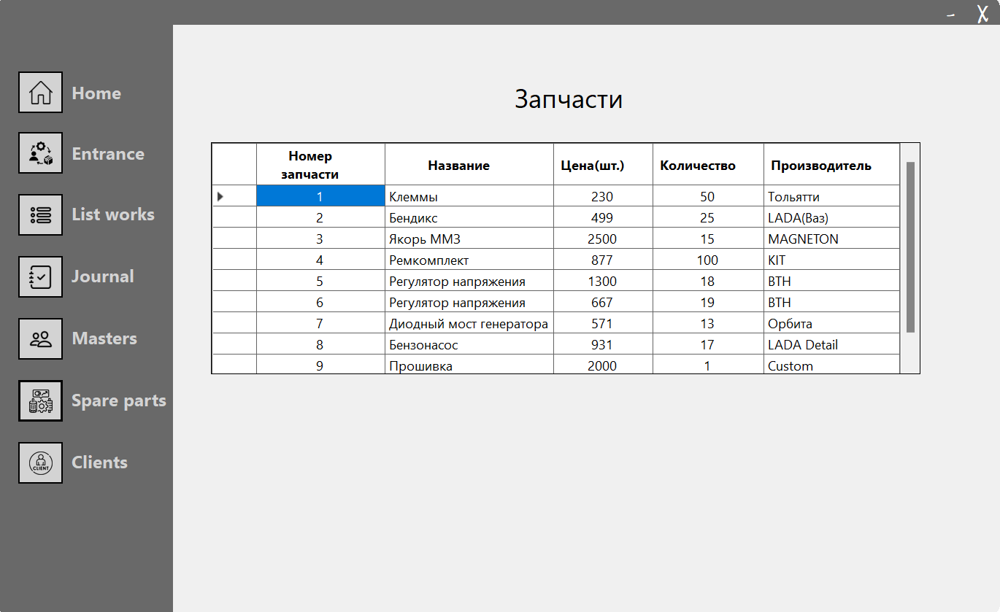 Home
Entrance
List works
Journal
Masters
Spare parts
CLIENT
Clients
Запчасти
Номер запчасти Название Цена(шт.) Количество Производитель
1 Клеммы 230 50 Тольятти
2 Бендикс 499 25 LADA(Ваз)
3 Якорь ММЗ 2500 15 MAGNETON
4 Ремкомплект 877 100 KIT
5 Регулятор напряжения 1300 18 ВТН
6 Регулятор напряжения 667 19 ВТН
7 Диодный мост генератора 571 13 Орбита
8 Бензонасос 931 17 LADA Detail
9 Прошивка 2000 1 Custom